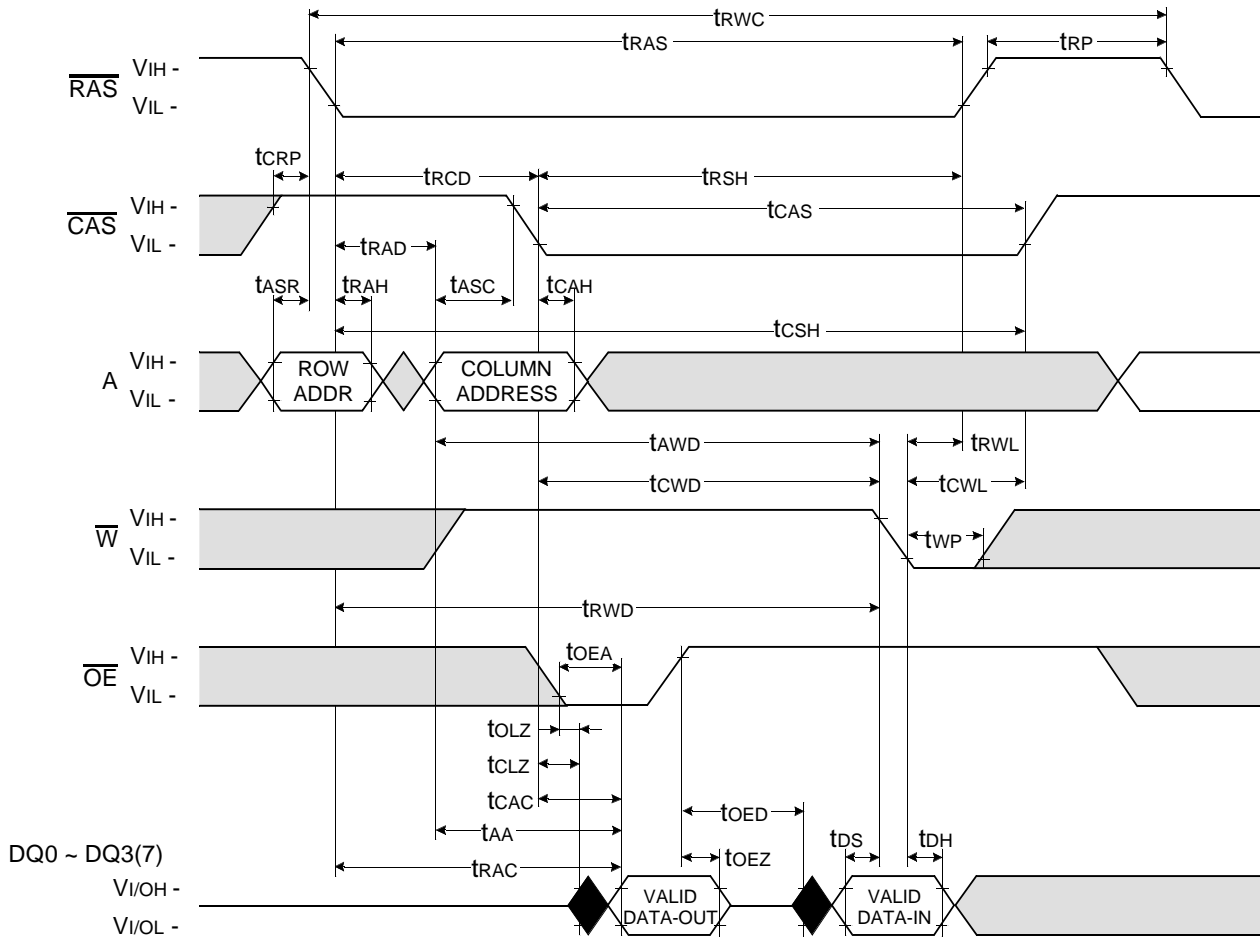 tRWC
tRAS
tRP
RAS
VIH -
VIL -
tCRP
tRCD
tRSH
CAS
VIH -
VIL -
tCAS
tRAD
tASR
tRAH
tASC
tCAH
tCSH
A
VIH -
VIL -
ROW
ADDR
COLUMN
ADDRESS
tAWD
tRWL
tCWD
tCWL
W
VIH -
VIL -
tWP
tRWD
OE
VIH -
VIL -
tOEA
tOLZ
tCLZ
tCAC
tOED
tAA
tDS
tDH
tOEZ
DQ0 ~ DQ3(7)
tRAC
VI/OH -
VI/OL -
VALID
DATA-OUT
VALID
DATA-IN